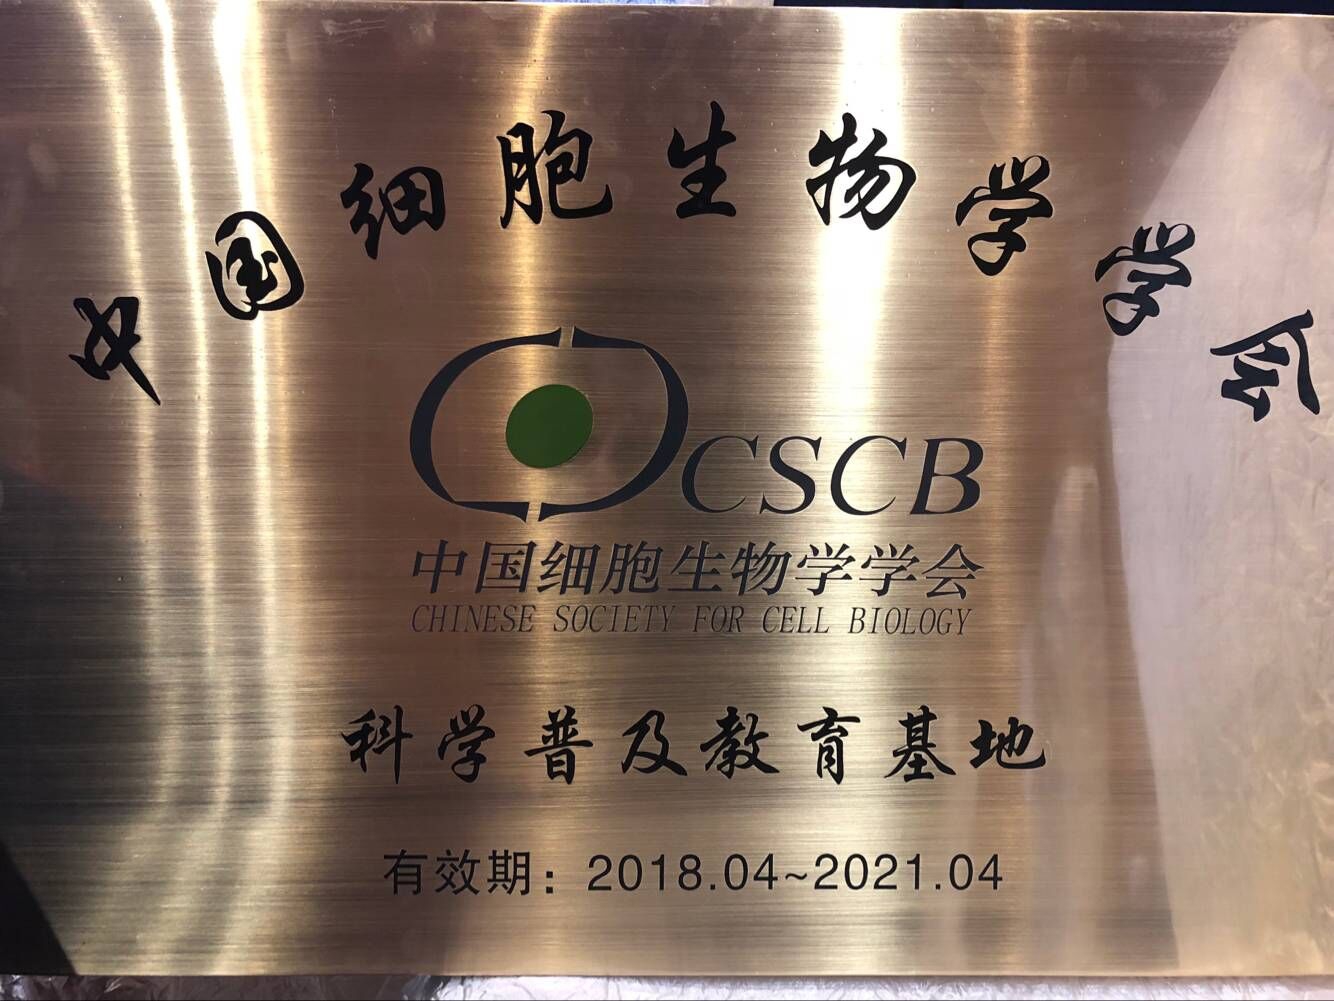 中国细胞生物学学会
CSCB
中国细胞生物学学会
CHINESE SOCIETY FOR CELL BIOLOGY
科学普及教育基地
有效期：2018.04~2021.04